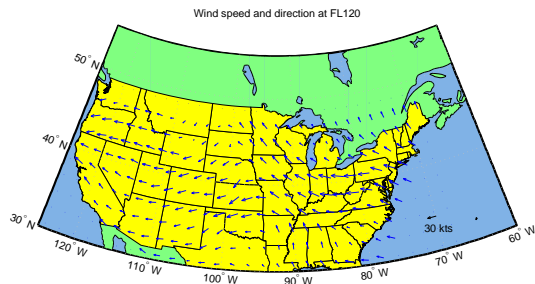 Wind speed and direction at FL120
50° N
40° N
30° N
120° W
110° W
100° W
90° W
80° W
70° W
60° W
30 kts